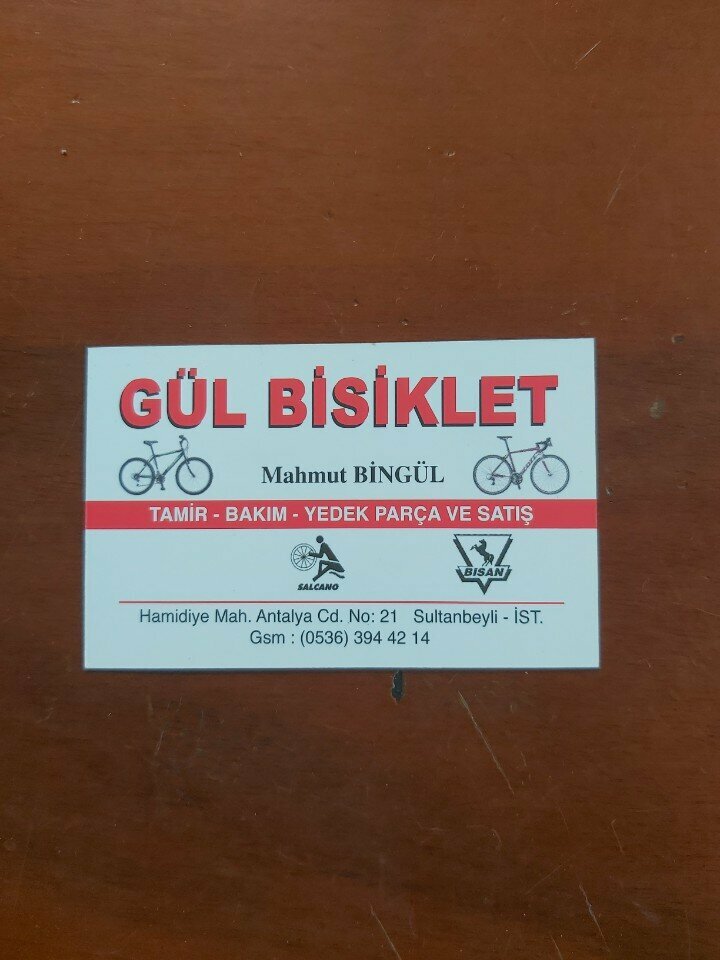 GÜL BİSİKLET
Mahmut BİNGÜL
TAMİR - BAKIM - YEDEK PARÇA VE SATIŞ
SALCANO
BISAN
Hamidiye Mah. Antalya Cd. No: 21 Sultanbeyli - İST.
Gsm : (0536) 394 42 14